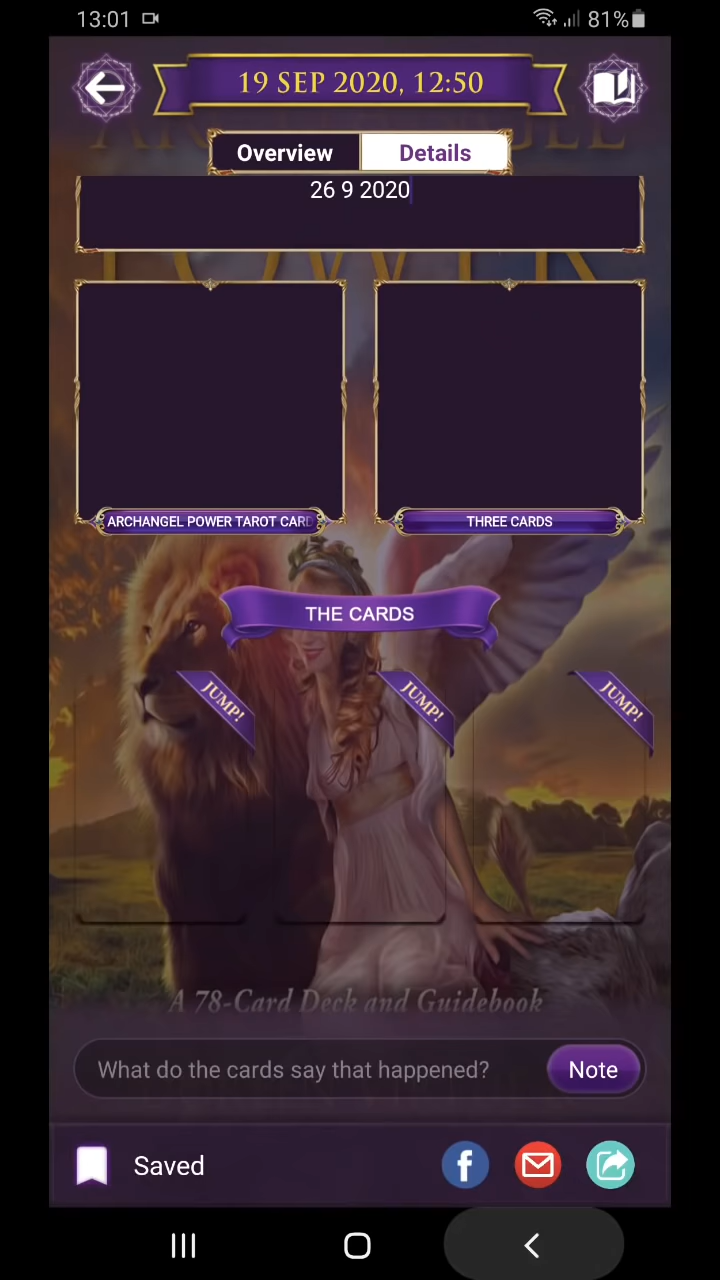 13:01
81%
19 SEP 2020, 12:50
Overview
Details
26 9 2020
ARCHANGEL POWER TAROT CARD
THREE CARDS
THE CARDS
JUMP!
JUMP!
JUMP!
A 78-Card Deck and Guidebook
What do the cards say that happened?
Note
Saved